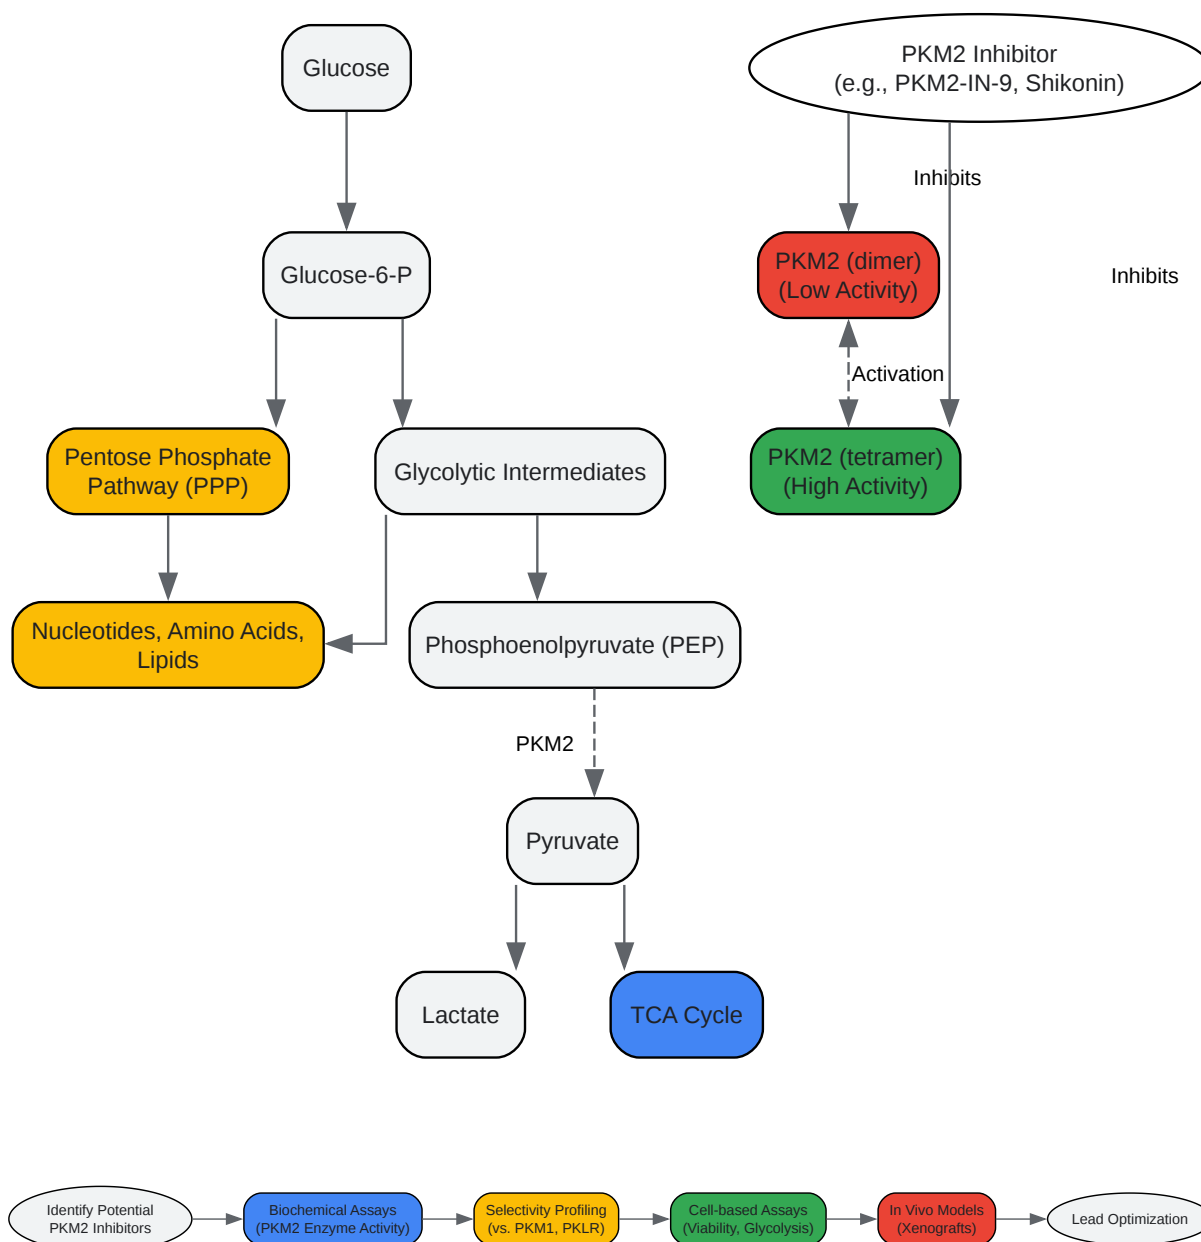 Glucose
PKM2 Inhibitor
(e.g., PKM2-IN-9, Shikonin)
Inhibits
Glucose-6-P
PKM2 (dimer)
(Low Activity)
Inhibits
Activation
Pentose Phosphate
Pathway (PPP)
Glycolytic Intermediates
PKM2 (tetramer)
(High Activity)
Nucleotides, Amino Acids,
Lipids
Phosphoenolpyruvate (PEP)
PKM2
Pyruvate
Lactate
TCA Cycle
Identify Potential
PKM2 Inhibitors
Biochemical Assays
(PKM2 Enzyme Activity)
Selectivity Profiling
(vs. PKM1, PKLR)
Cell-based Assays
(Viability, Glycolysis)
In Vivo Models
(Xenografts)
Lead Optimization